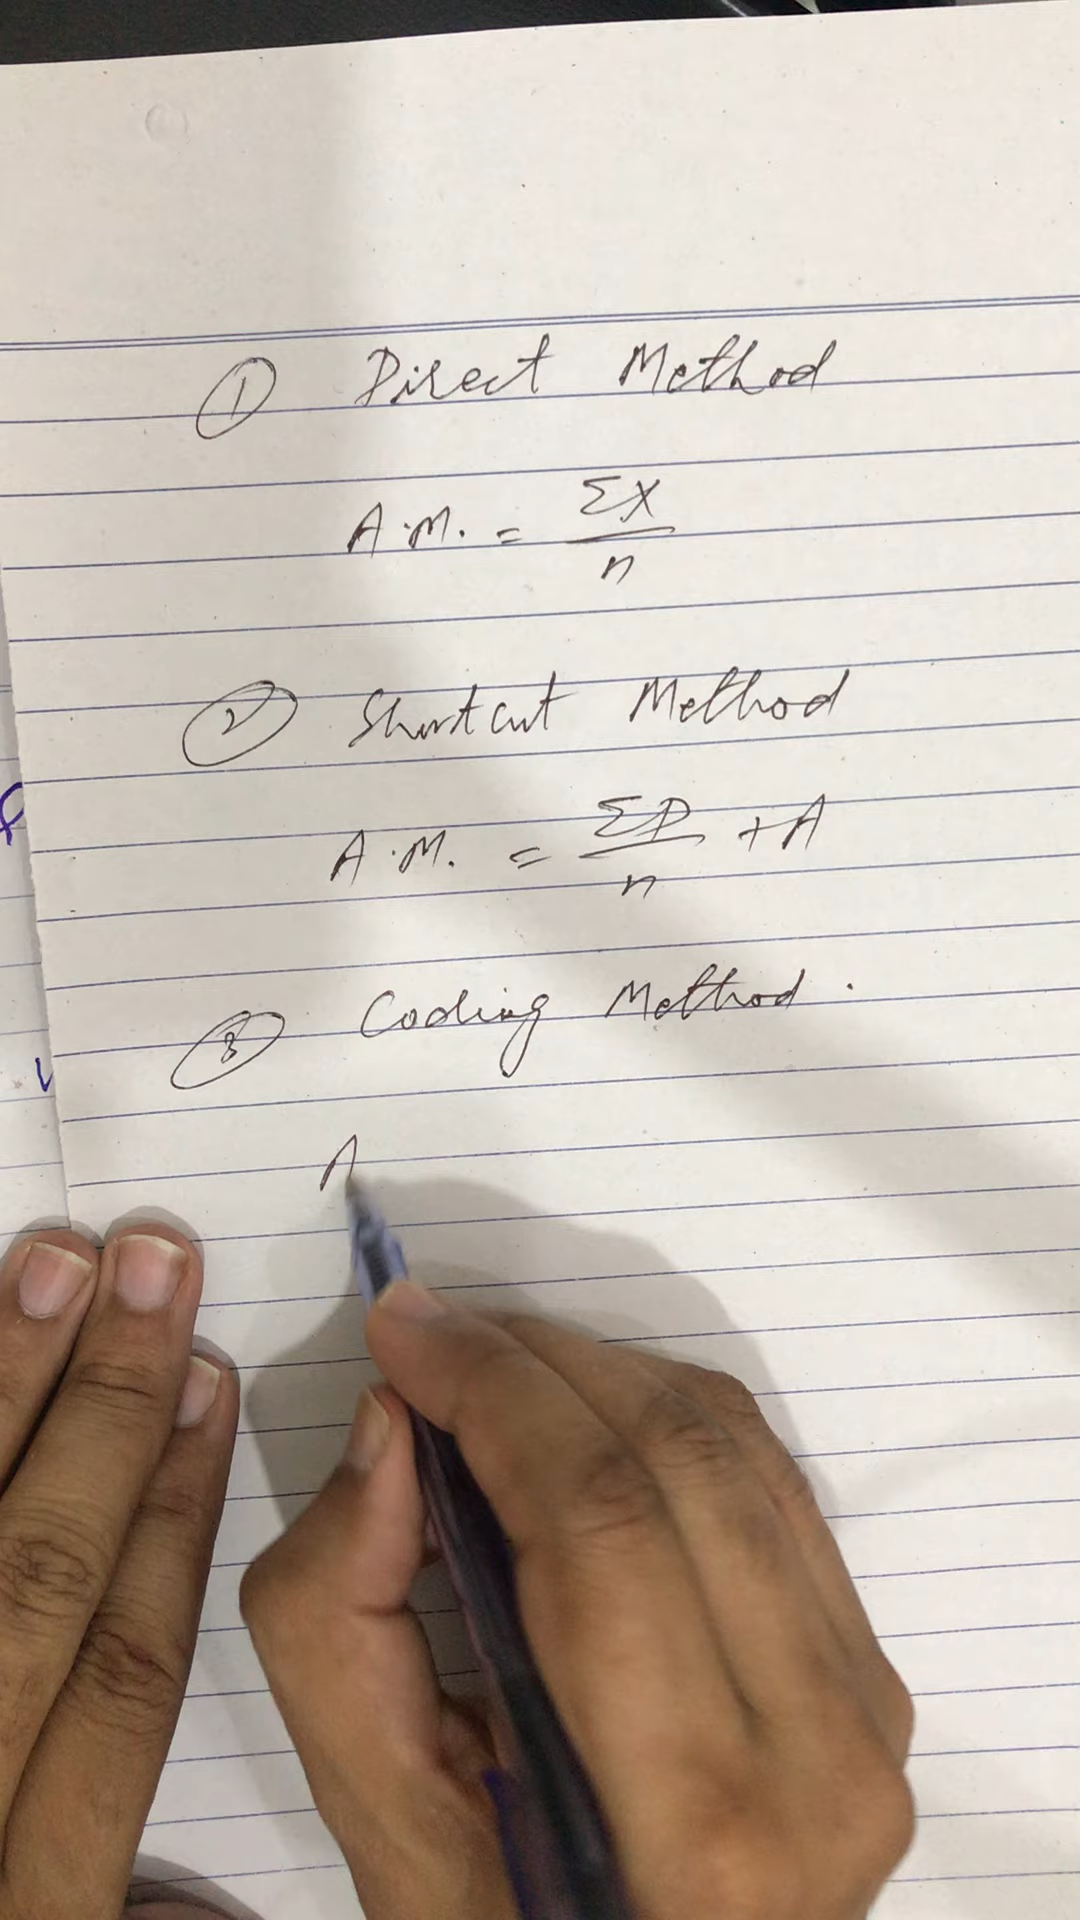 ① Direct Method
A.M. = ΣX / n
② Shortcut Method
A.M. = ΣD / n + A
③ Coding Method.
A